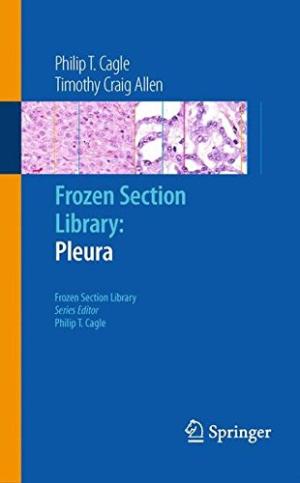 Philip T. Cagle
Timothy Craig Allen
Frozen Section
Library:
Pleura
Frozen Section Library
Series Editor
Philip T. Cagle
Springer